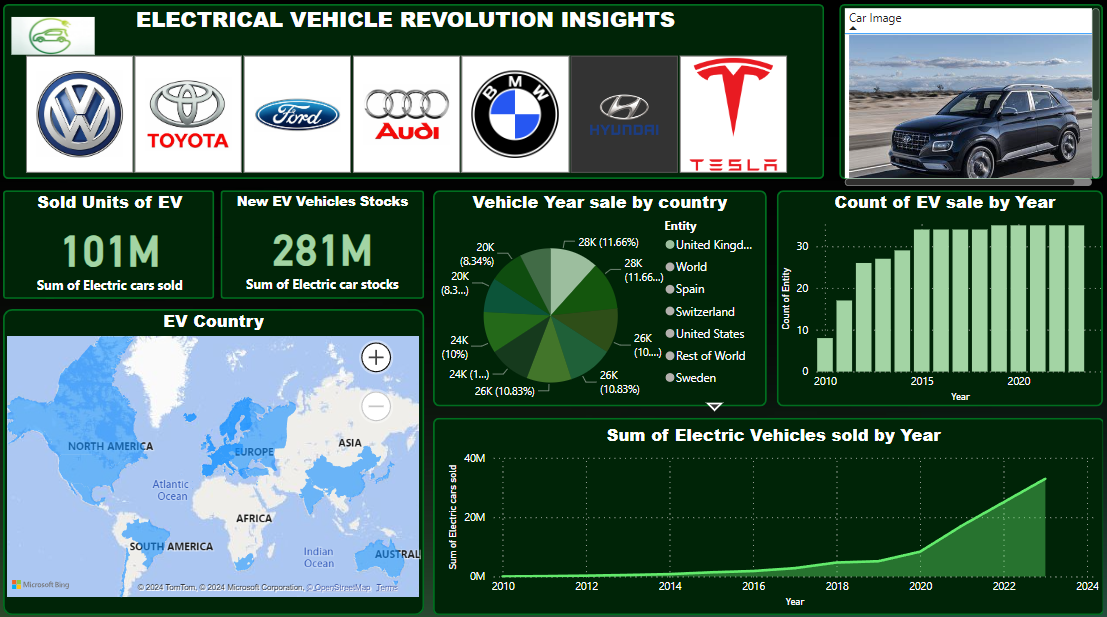 ELECTRICAL VEHICLE REVOLUTION INSIGHTS
TOYOTA
Ford
Audi
BMW
HYUNDAI
TESLA
Car Image
Sold Units of EV
101M
Sum of Electric cars sold
New EV Vehicles Stocks
281M
Sum of Electric car stocks
Vehicle Year sale by country
28K (11.66%)
28K
(11.66...)
26K
(10....)
26K
(10.83%)
26K (10.83%)
24K (1...)
24K
(10%)
20K
(8.3...)
20K
(8.34%)
Entity
United Kingd...
World
Spain
Switzerland
United States
Rest of World
Sweden
Count of EV sale by Year
Count of Entity
30
20
10
0
2010
2015
2020
Year
EV Country
NORTH AMERICA
EUROPE
ASIA
Atlantic
Ocean
AFRICA
SOUTH AMERICA
Indian
Ocean
AUSTRAL
Microsoft Bing
© 2024 TomTom, © 2024 Microsoft Corporation, © OpenStreetMap Terms
Sum of Electric Vehicles sold by Year
Sum of Electric cars sold
40M
20M
0M
2010
2012
2014
2016
2018
2020
2022
2024
Year